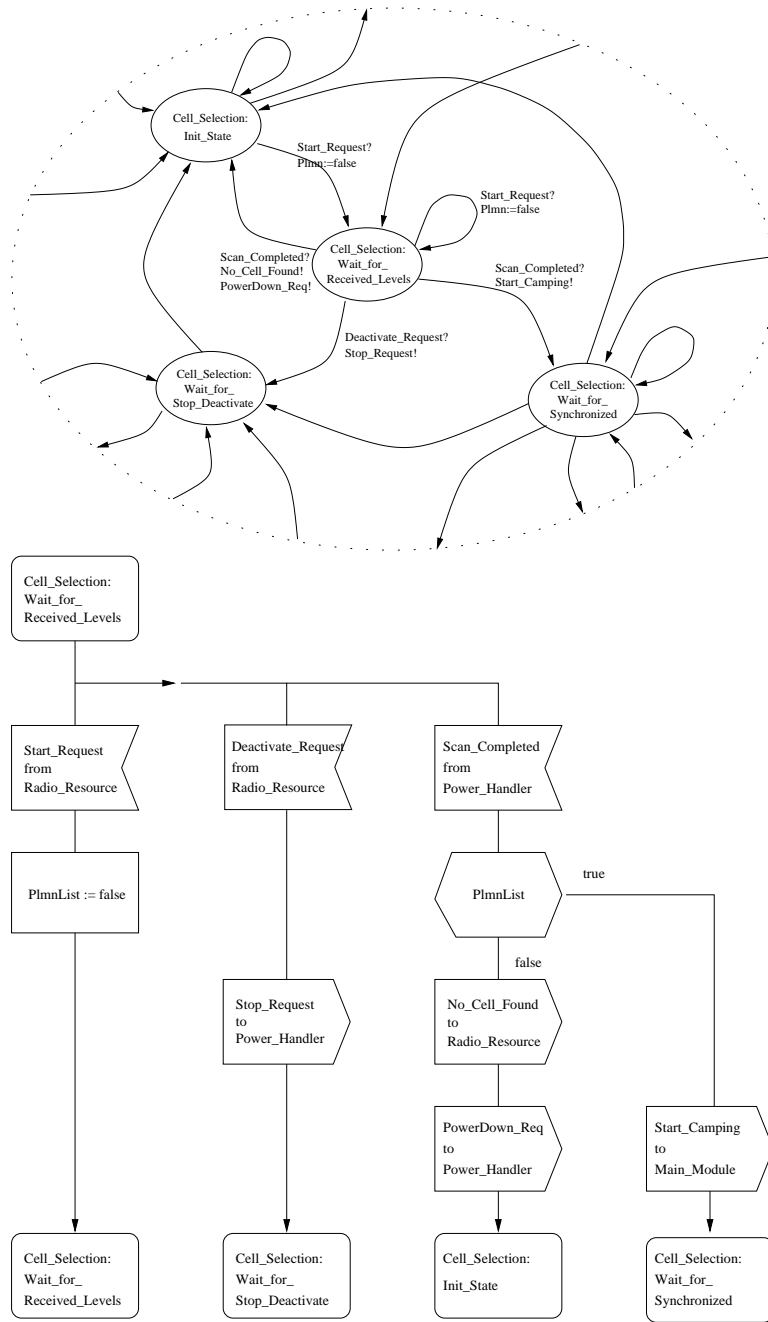 Cell_Selection:
Init_State
Start_Request?
Plmn:=false
Start_Request?
Plmn:=false
Cell_Selection:
Wait_for_
Received_Levels
Scan_Completed?
No_Cell_Found!
PowerDown_Req!
Scan_Completed?
Start_Camping!
Deactivate_Request?
Stop_Request!
Cell_Selection:
Wait_for_
Stop_Deactivate
Cell_Selection:
Wait_for_
Synchronized
Cell_Selection:
Wait_for_
Received_Levels
Start_Request
from
Radio_Resource
Deactivate_Request
from
Radio_Resource
Scan_Completed
from
Power_Handler
PlmnList := false
PlmnList
true
false
Stop_Request
to
Power_Handler
No_Cell_Found
to
Radio_Resource
PowerDown_Req
to
Power_Handler
Start_Camping
to
Main_Module
Cell_Selection:
Wait_for_
Received_Levels
Cell_Selection:
Wait_for_
Stop_Deactivate
Cell_Selection:
Init_State
Cell_Selection:
Wait_for_
Synchronized